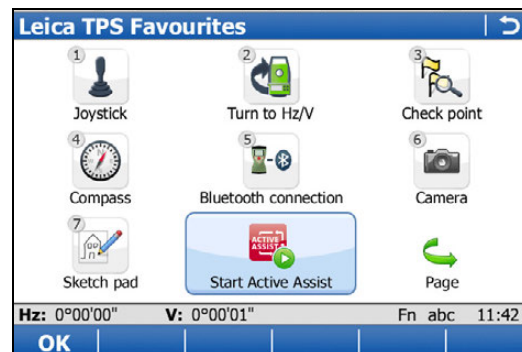 Leica TPS Favourites
1 2 3
Joystick Turn to Hz/V Check point
4 5 6
Compass Bluetooth connection Camera
7 ACTIVE
ASSIST
Sketch pad Start Active Assist Page
Hz: 0°00'00" V: 0°00'01" Fn abc 11:42
OK